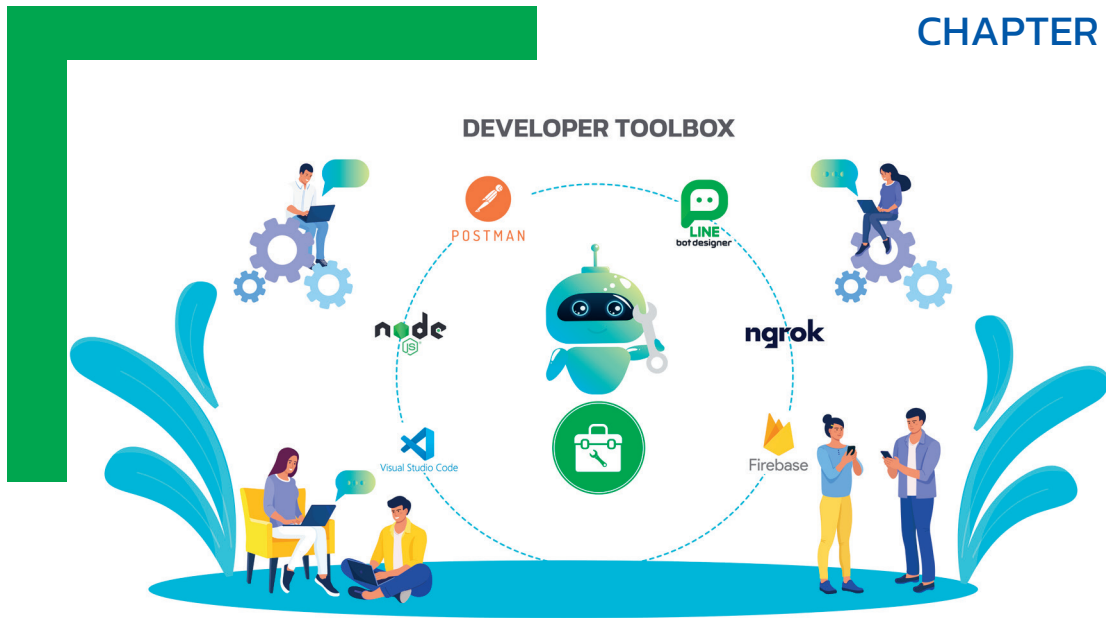 CHAPTER
DEVELOPER TOOLBOX
POSTMAN
LINE
bot designer
node
JS
ngrok
Visual Studio Code
Firebase